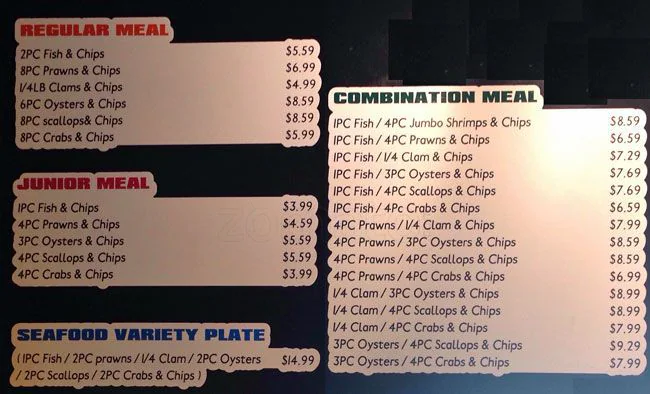 REGULAR MEAL
2PC Fish & Chips $5.59
8PC Prawns & Chips $6.99
1/4LB Clams & Chips $4.99
6PC Oysters & Chips $8.59
8PC scallops& Chips $8.59
8PC Crabs & Chips $5.99
JUNIOR MEAL
1PC Fish & Chips $3.99
4PC Prawns & Chips $4.59
3PC Oysters & Chips $5.59
4PC Scallops & Chips $5.59
4PC Crabs & Chips $3.99
SEAFOOD VARIETY PLATE
( 1PC Fish / 2PC prawns / 1/4 Clam / 2PC Oysters $14.99
/ 2PC Scallops / 2PC Crabs & Chips )
COMBINATION MEAL
1PC Fish / 4PC Jumbo Shrimps & Chips $8.59
1PC Fish / 4PC Prawns & Chips $6.59
1PC Fish / 1/4 Clam & Chips $7.29
1PC Fish / 3PC Oysters & Chips $7.69
1PC Fish / 4PC Scallops & Chips $7.69
1PC Fish / 4Pc Crabs & Chips $6.59
4PC Prawns / 1/4 Clam & Chips $7.99
4PC Prawns / 3PC Oysters & Chips $8.59
4PC Prawns / 4PC Scallops & Chips $8.59
4PC Prawns / 4PC Crabs & Chips $6.99
1/4 Clam / 3PC Oysters & Chips $8.99
1/4 Clam / 4PC Scallops & Chips $8.99
1/4 Clam / 4PC Crabs & Chips $7.99
3PC Oysters / 4PC Scallops & Chips $9.29
3PC Oysters / 4PC Crabs & Chips $7.99